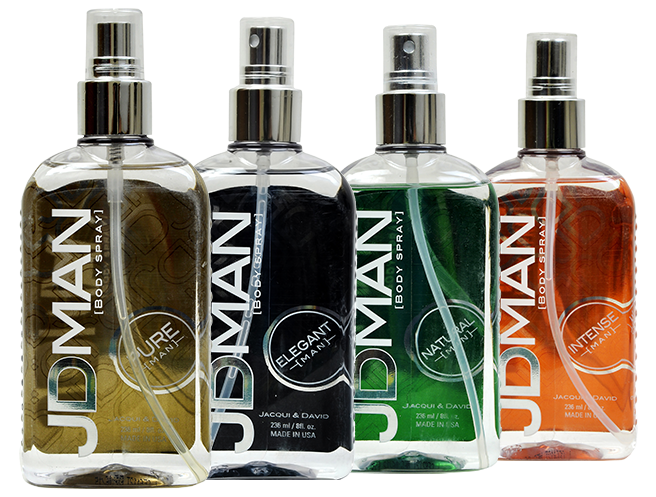 JDMAN
[BODY SPRAY]
PURE
[MAN]
JDMAN
[BODY SPRAY]
ELEGANT
[MAN]
JACQUI & DAVID
236 ml / 8fl. oz.
MADE IN USA
JDMAN
[BODY SPRAY]
NATURAL
[MAN]
JACQUI & DAVID
236 ml / 8fl. oz.
MADE IN USA
JDMAN
[BODY SPRAY]
INTENSE
[MAN]
JACQUI & DAVID
236 ml /
MADE IN USA